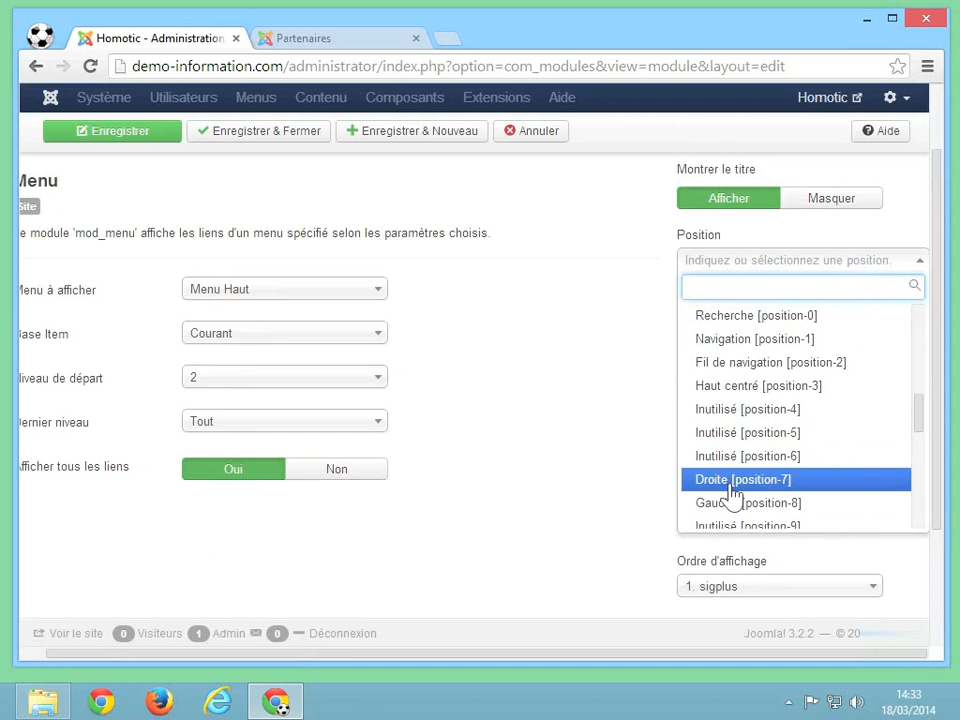 Homotic - Administration
Partenaires
demo-information.com/administrator/index.php?option=com_modules&view=module&layout=edit
Système Utilisateurs Menus Contenu Composants Extensions Aide Homotic
Enregistrer Enregistrer & Fermer Enregistrer & Nouveau Annuler Aide
Montrer le titre
Menu
Afficher Masquer
Site
Position
e module 'mod_menu' affiche les liens d'un menu spécifié selon les paramètres choisis.
Indiquez ou sélectionnez une position.
Menu à afficher Menu Haut
Recherche [position-0]
Base Item Courant
Navigation [position-1]
Fil de navigation [position-2]
Niveau de départ 2
Haut centré [position-3]
Inutilisé [position-4]
Dernier niveau Tout
Inutilisé [position-5]
Inutilisé [position-6]
Afficher tous les liens Oui Non
Droite [position-7]
[position-8]
Inutilisé [position-9]
Ordre d'affichage
1. sigplus
Voir le site 0 Visiteurs 1 Admin 0 Déconnexion
Joomla! 3.2.2 — © 20
14:33
18/03/2014